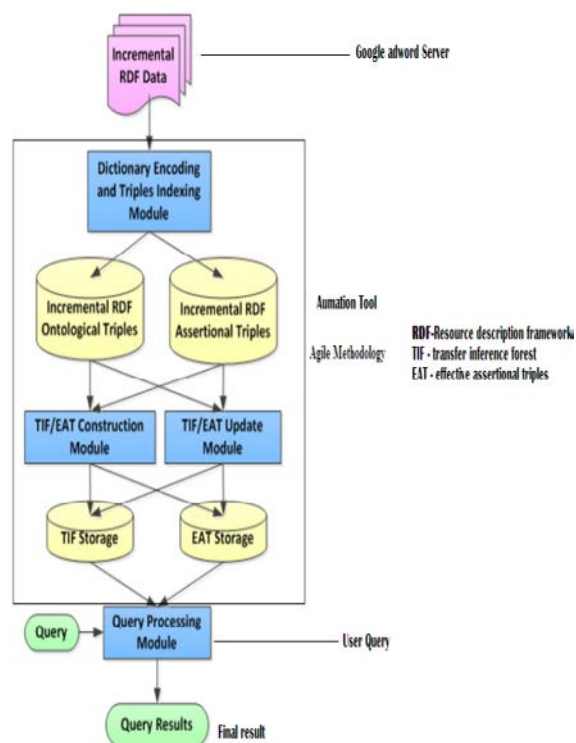 Incremental
RDF Data
Google adword Server
Dictionary Encoding
and Triples Indexing
Module
Incremental RDF
Ontological Triples
Incremental RDF
Assertional Triples
Aumation Tool
Agile Methodology
RDF-Resource description framework
TIF - transfer inference forest
EAT - effective assertional triples
TIF/EAT Construction
Module
TIF/EAT Update
Module
TIF Storage
EAT Storage
Query
Query Processing
Module
User Query
Query Results
Final result